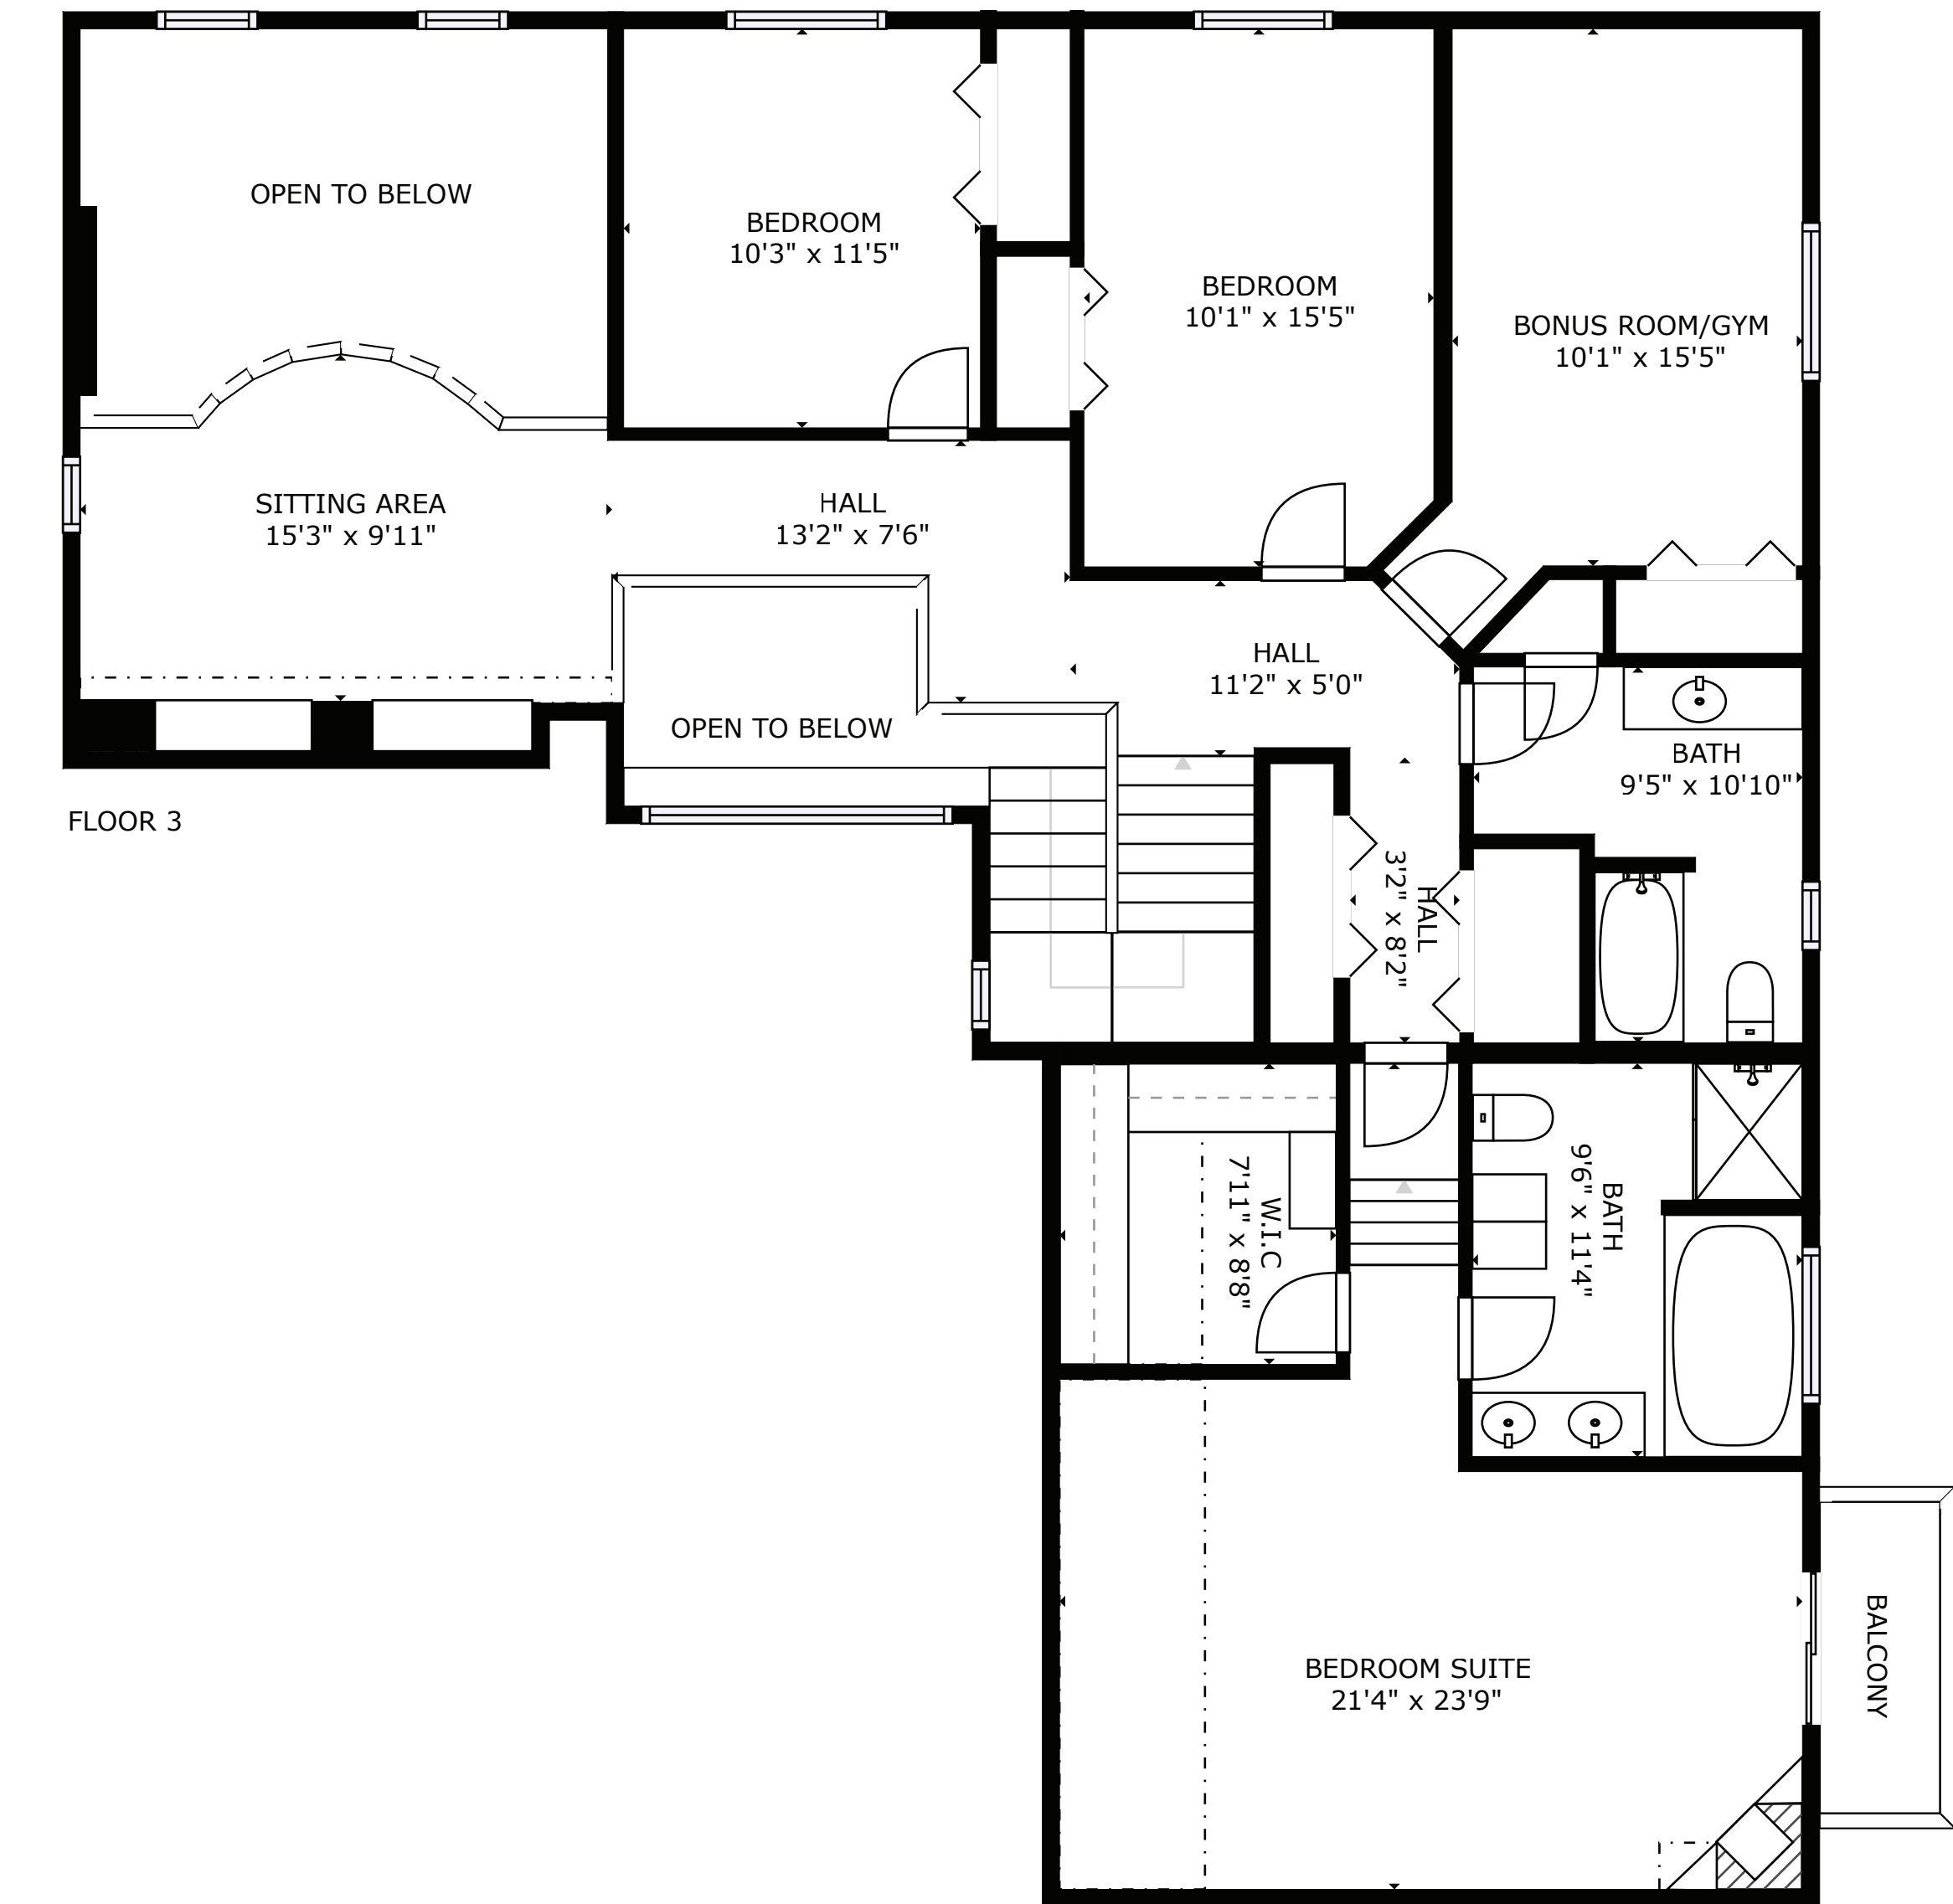 OPEN TO BELOW
BEDROOM
10'3" x 11'5"
BEDROOM
10'1" x 15'5"
BONUS ROOM/GYM
10'1" x 15'5"
SITTING AREA
15'3" x 9'11"
HALL
13'2" x 7'6"
HALL
11'2" x 5'0"
OPEN TO BELOW
BATH
9'5" x 10'10"
FLOOR 3
HALL
3'2" x 8'2"
W.I.C
7'11" x 8'8"
BATH
9'6" x 11'4"
BEDROOM SUITE
21'4" x 23'9"
BALCONY